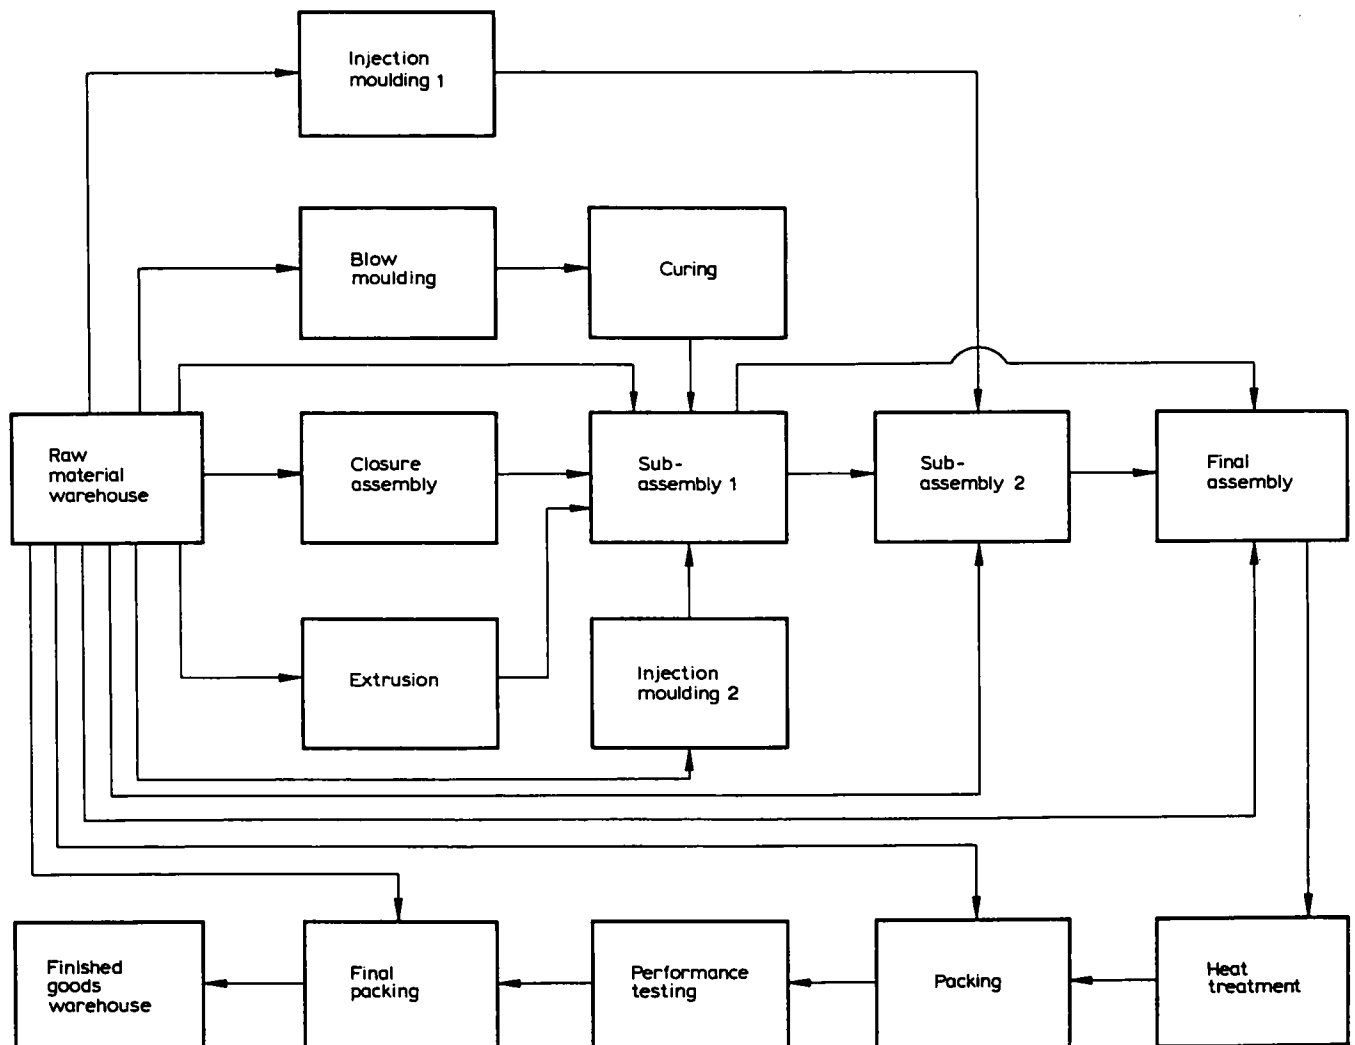 Injection
moulding 1
Blow
moulding
Curing
Raw
material
warehouse
Closure
assembly
Sub-
assembly 1
Sub-
assembly 2
Final
assembly
Extrusion
Injection
moulding 2
Finished
goods
warehouse
Final
packing
Performance
testing
Packing
Heat
treatment